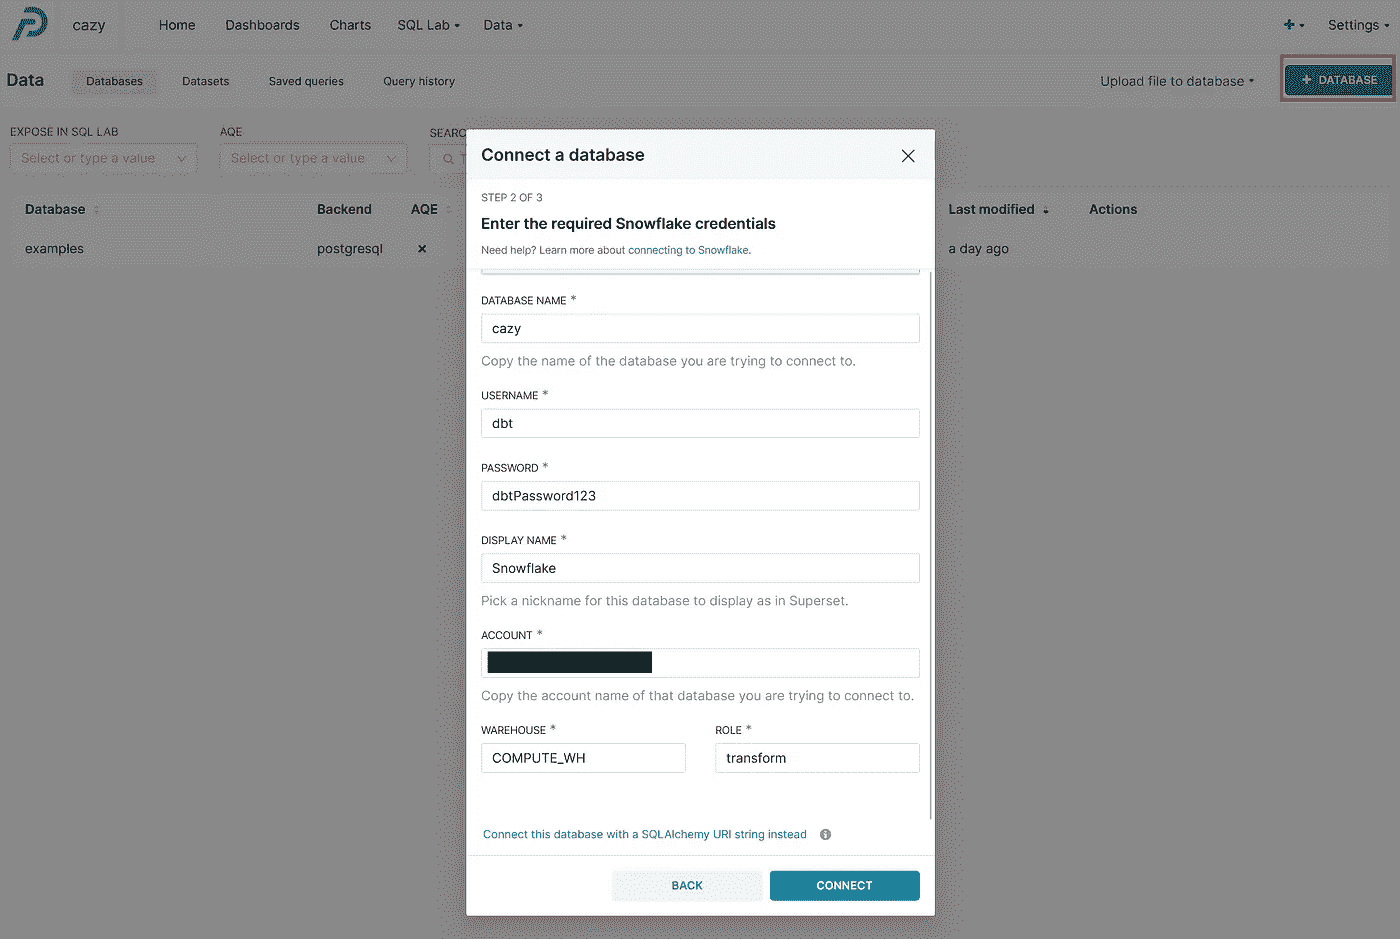 cazy Home Dashboards Charts SQL Lab Data Settings
Data Databases Datasets Saved queries Query history Upload file to database + DATABASE
EXPOSE IN SQL LAB AQE
Select or type a value Select or type a value
Database Backend AQE Last modified Actions
examples postgresql × a day ago
Connect a database
STEP 2 OF 3
Enter the required Snowflake credentials
Need help? Learn more about connecting to Snowflake.
DATABASE NAME *
cazy
Copy the name of the database you are trying to connect to.
USERNAME *
dbt
PASSWORD *
dbtPassword123
DISPLAY NAME *
Snowflake
Pick a nickname for this database to display as in Superset.
ACCOUNT *
Copy the account name of that database you are trying to connect to.
WAREHOUSE * ROLE *
COMPUTE_WH transform
Connect this database with a SQLAlchemy URI string instead
BACK CONNECT